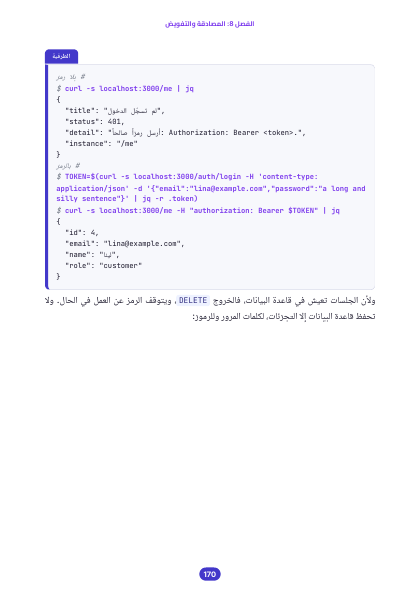 الفصل 8: المصادقة والتفويض
الطرفية
# بلا رمز
$ curl -s localhost:3000/me | jq
{
"title": "لم تسجّل الدخول",
"status": 401,
"detail": "أرسل رمزاً صالحاً: Authorization: Bearer <token>.",
"instance": "/me"
}
# بالرمز
$ TOKEN=$(curl -s localhost:3000/auth/login -H 'content-type:
application/json' -d '{"email":"lina@example.com","password":"a long and
silly sentence"}' | jq -r .token)
$ curl -s localhost:3000/me -H "authorization: Bearer $TOKEN" | jq
{
"id": 4,
"email": "lina@example.com",
"name": "لينا",
"role": "customer"
}
ولأن الجلسات تعيش في قاعدة البيانات، فالخروج DELETE، ويتوقف الرمز عن العمل في الحال. ولا
تحفظ قاعدة البيانات إلا التجزئات، لكلمات المرور وللرموز:
170